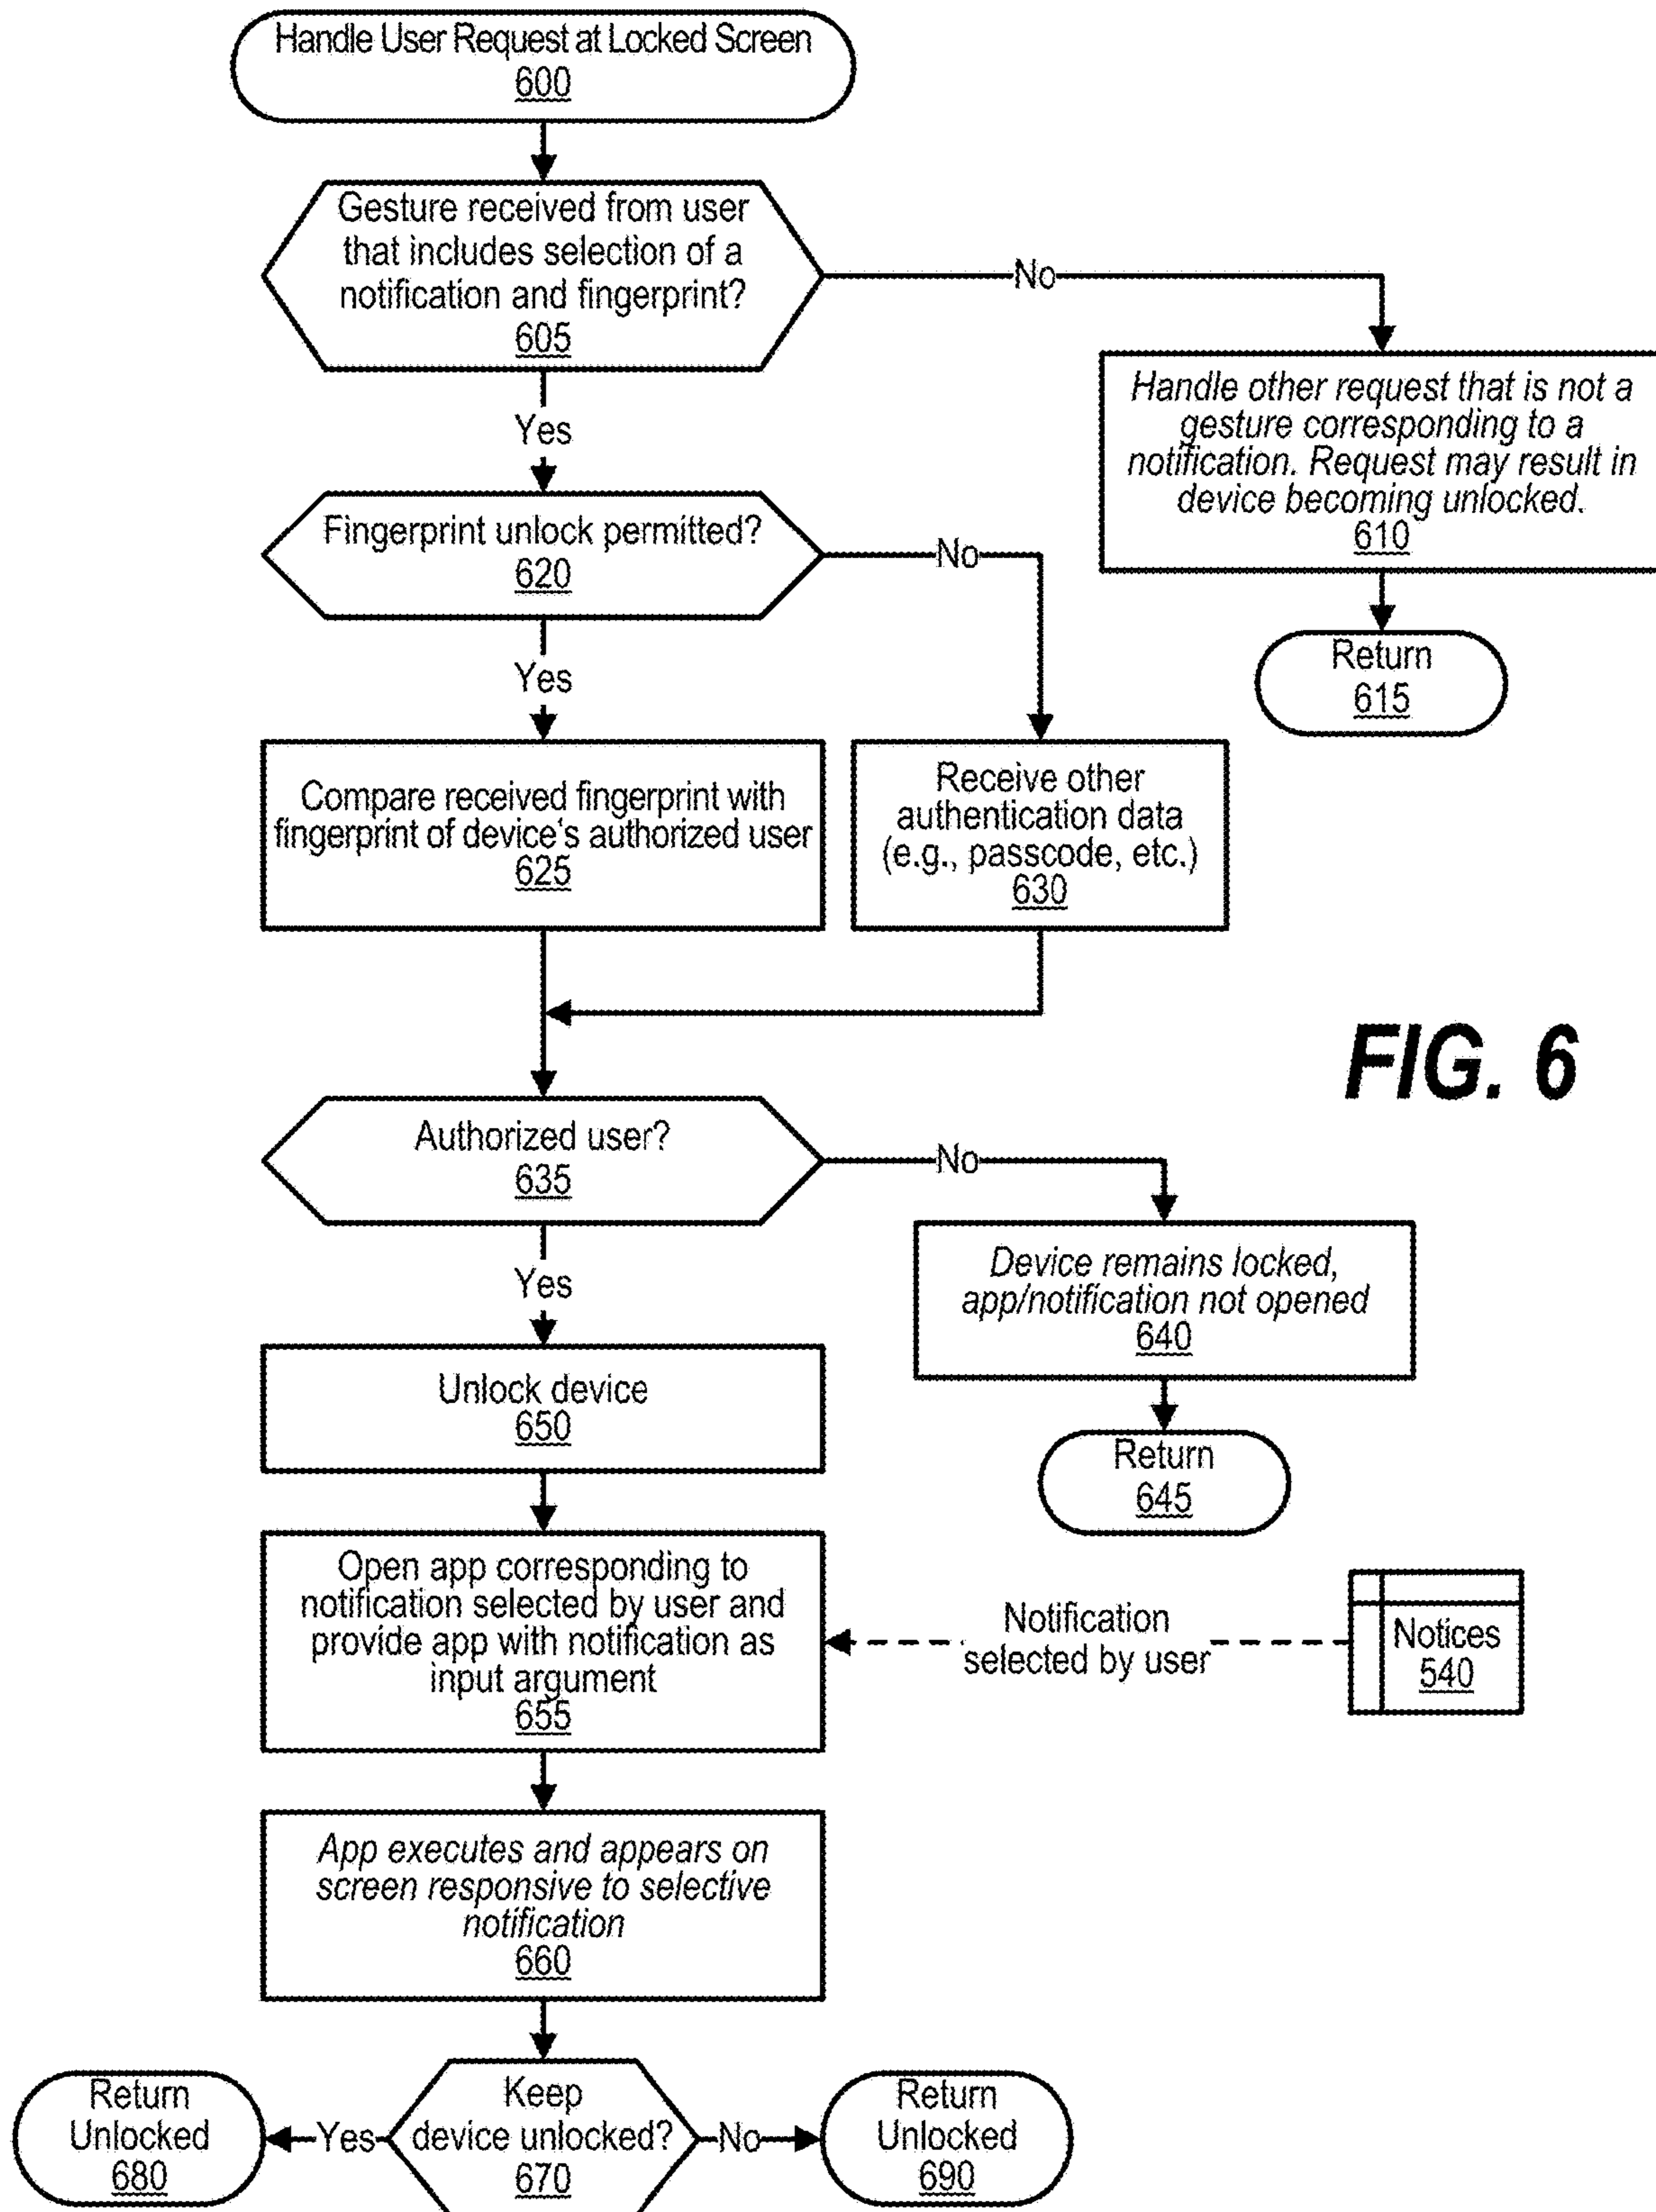 Handle User Request at Locked Screen
600
Gesture received from user
that includes selection of a
notification and fingerprint?
605
No
Handle other request that is not a
gesture corresponding to a
notification. Request may result in
device becoming unlocked.
610
Return
615
Yes
Fingerprint unlock permitted?
620
No
Yes
Compare received fingerprint with
fingerprint of device's authorized user
625
Receive other
authentication data
(e.g., passcode, etc.)
630
FIG. 6
Authorized user?
635
No
Device remains locked,
app/notification not opened
640
Return
645
Yes
Unlock device
650
Open app corresponding to
notification selected by user and
provide app with notification as
input argument
655
Notification
selected by user
Notices
540
App executes and appears on
screen responsive to selective
notification
660
Keep
device unlocked?
670
Yes
Return
Unlocked
680
No
Return
Unlocked
690